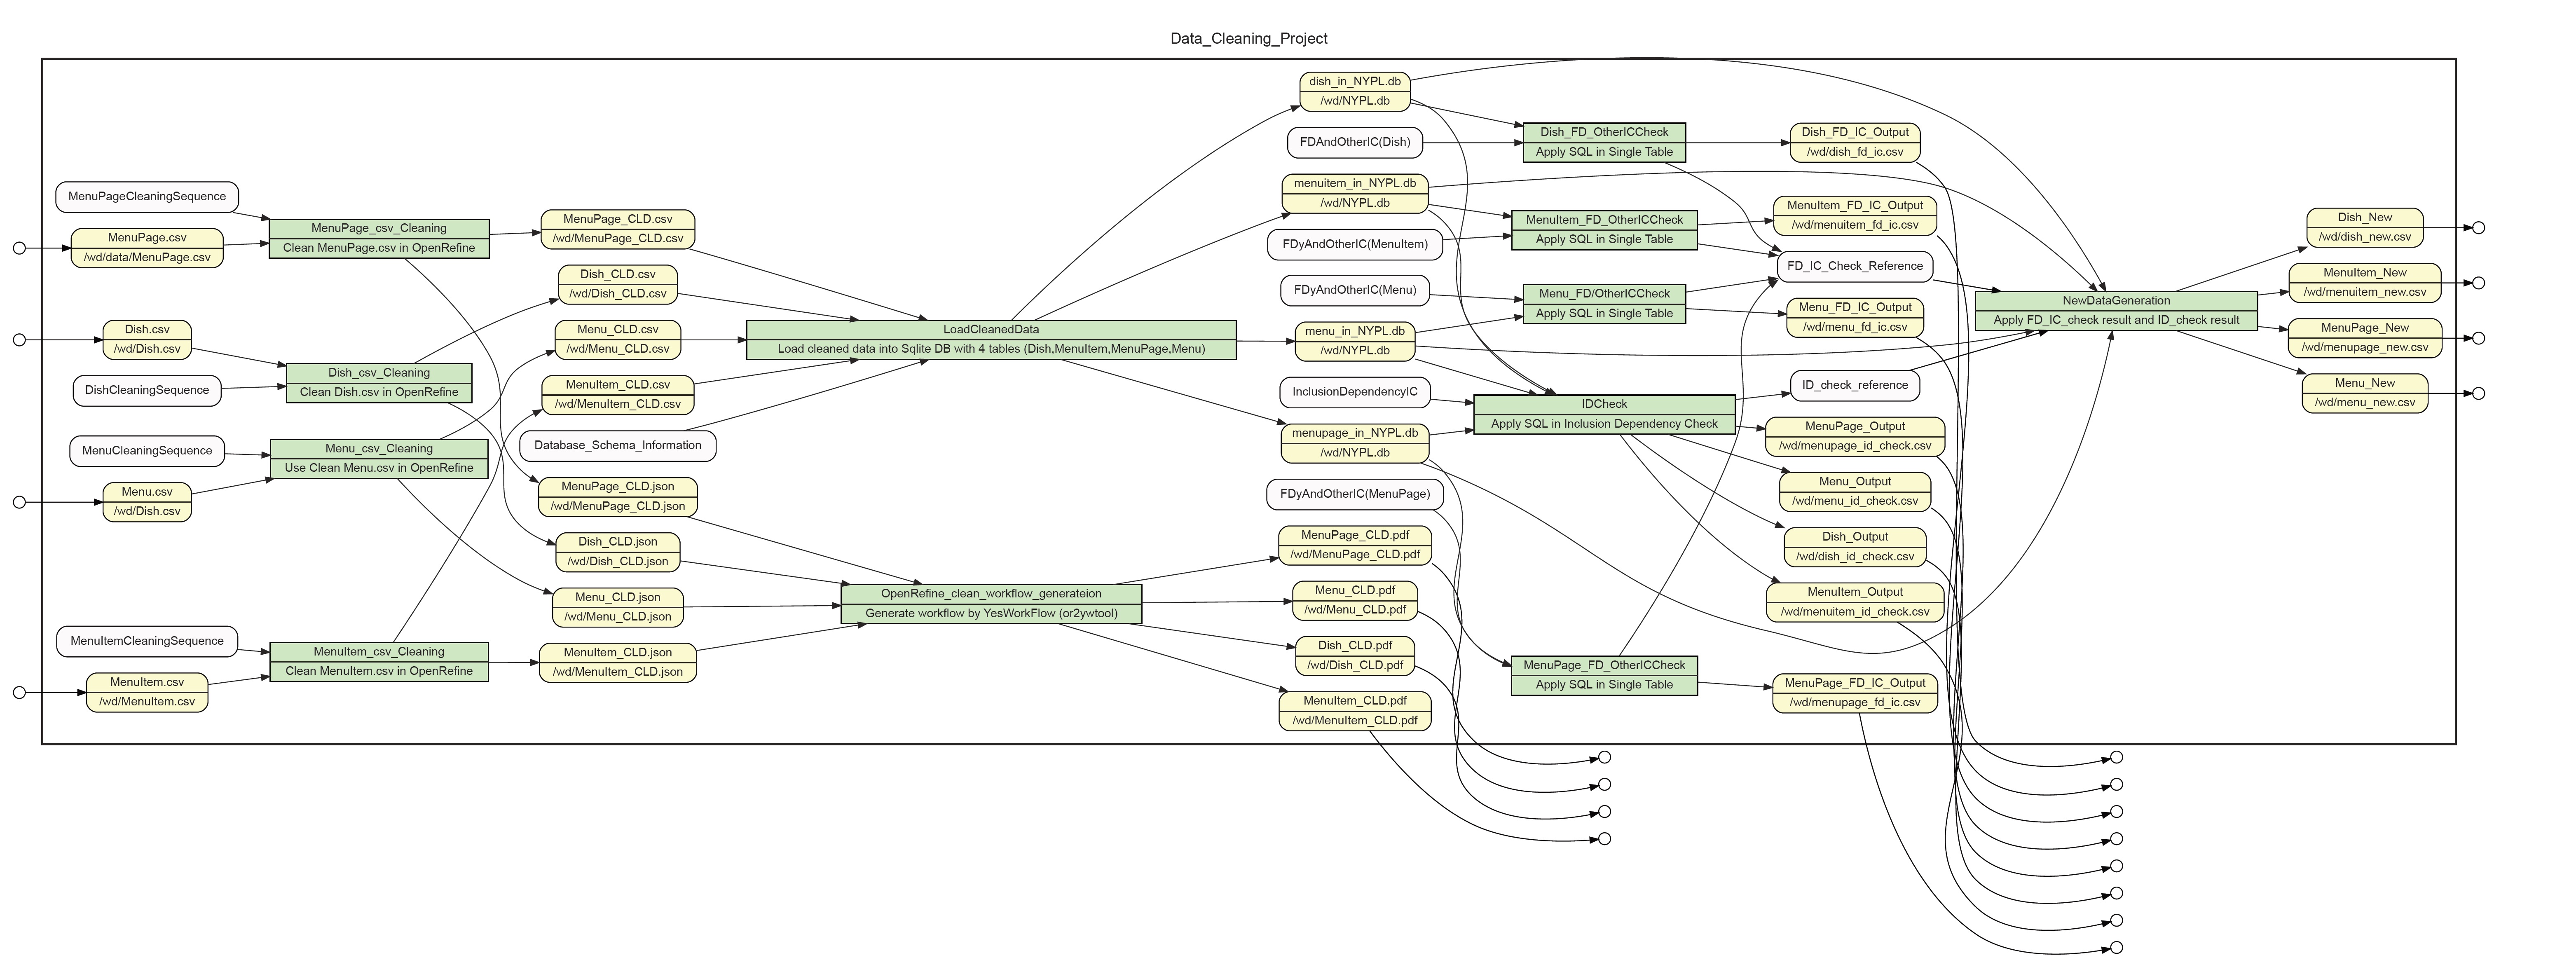 Data_Cleaning_Project
MenuPageCleaningSequence
MenuPage.csv
/wd/data/MenuPage.csv
Dish.csv
/wd/Dish.csv
DishCleaningSequence
MenuCleaningSequence
Menu.csv
/wd/Dish.csv
MenuItemCleaningSequence
MenuItem.csv
/wd/MenuItem.csv
MenuPage_csv_Cleaning
Clean MenuPage.csv in OpenRefine
Dish_csv_Cleaning
Clean Dish.csv in OpenRefine
Menu_csv_Cleaning
Use Clean Menu.csv in OpenRefine
MenuItem_csv_Cleaning
Clean MenuItem.csv in OpenRefine
MenuPage_CLD.csv
/wd/MenuPage_CLD.csv
Dish_CLD.csv
/wd/Dish_CLD.csv
Menu_CLD.csv
/wd/Menu_CLD.csv
MenuItem_CLD.csv
/wd/MenuItem_CLD.csv
Database_Schema_Information
MenuPage_CLD.json
/wd/MenuPage_CLD.json
Dish_CLD.json
/wd/Dish_CLD.json
Menu_CLD.json
/wd/Menu_CLD.json
MenuItem_CLD.json
/wd/MenuItem_CLD.json
LoadCleanedData
Load cleaned data into Sqlite DB with 4 tables (Dish,MenuItem,MenuPage,Menu)
OpenRefine_clean_workflow_generateion
Generate workflow by YesWorkFlow (or2ywtool)
dish_in_NYPL.db
/wd/NYPL.db
FDAndOtherIC(Dish)
menuitem_in_NYPL.db
/wd/NYPL.db
FDyAndOtherIC(MenuItem)
FDyAndOtherIC(Menu)
menu_in_NYPL.db
/wd/NYPL.db
InclusionDependencyIC
menupage_in_NYPL.db
/wd/NYPL.db
FDyAndOtherIC(MenuPage)
MenuPage_CLD.pdf
/wd/MenuPage_CLD.pdf
Menu_CLD.pdf
/wd/Menu_CLD.pdf
Dish_CLD.pdf
/wd/Dish_CLD.pdf
MenuItem_CLD.pdf
/wd/MenuItem_CLD.pdf
Dish_FD_OtherICCheck
Apply SQL in Single Table
MenuItem_FD_OtherICCheck
Apply SQL in Single Table
Menu_FD/OtherICCheck
Apply SQL in Single Table
IDCheck
Apply SQL in Inclusion Dependency Check
MenuPage_FD_OtherICCheck
Apply SQL in Single Table
Dish_FD_IC_Output
/wd/dish_fd_ic.csv
MenuItem_FD_IC_Output
/wd/menuitem_fd_ic.csv
FD_IC_Check_Reference
Menu_FD_IC_Output
/wd/menu_fd_ic.csv
ID_check_reference
MenuPage_Output
/wd/menupage_id_check.csv
Menu_Output
/wd/menu_id_check.csv
Dish_Output
/wd/dish_id_check.csv
MenuItem_Output
/wd/menuitem_id_check.csv
MenuPage_FD_IC_Output
/wd/menupage_fd_ic.csv
NewDataGeneration
Apply FD_IC_check result and ID_check result
Dish_New
/wd/dish_new.csv
MenuItem_New
/wd/menuitem_new.csv
MenuPage_New
/wd/menupage_new.csv
Menu_New
/wd/menu_new.csv